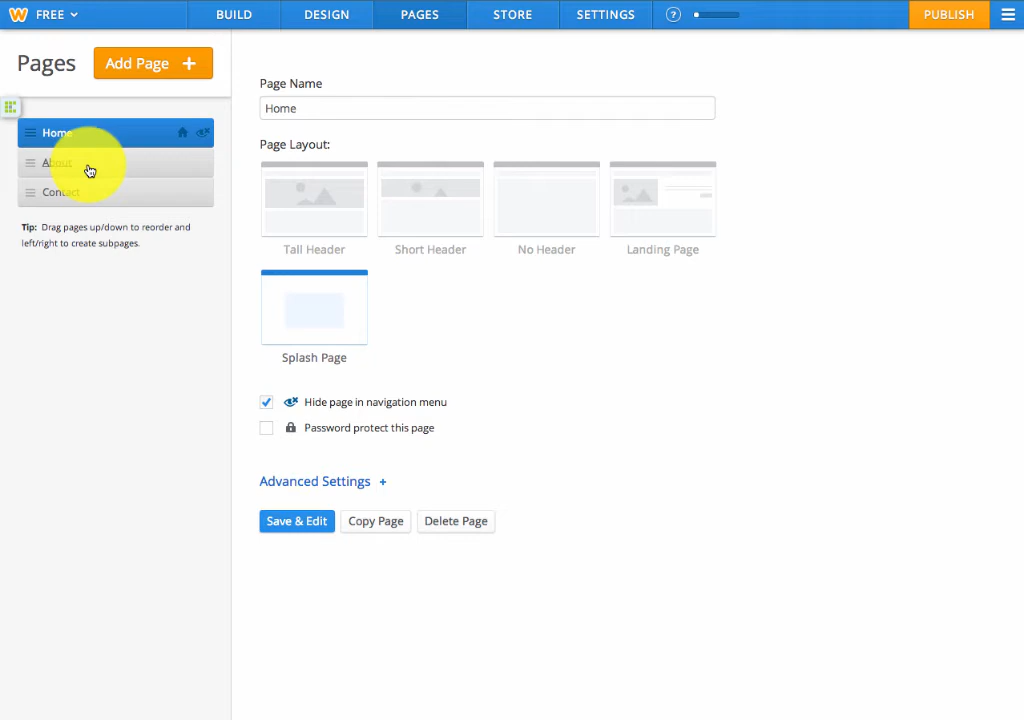 FREE BUILD DESIGN PAGES STORE SETTINGS ? PUBLISH
Pages Add Page +
Home
About
Contact
Tip: Drag pages up/down to reorder and
left/right to create subpages.
Page Name
Home
Page Layout:
Tall Header Short Header No Header Landing Page
Splash Page
Hide page in navigation menu
Password protect this page
Advanced Settings +
Save & Edit Copy Page Delete Page